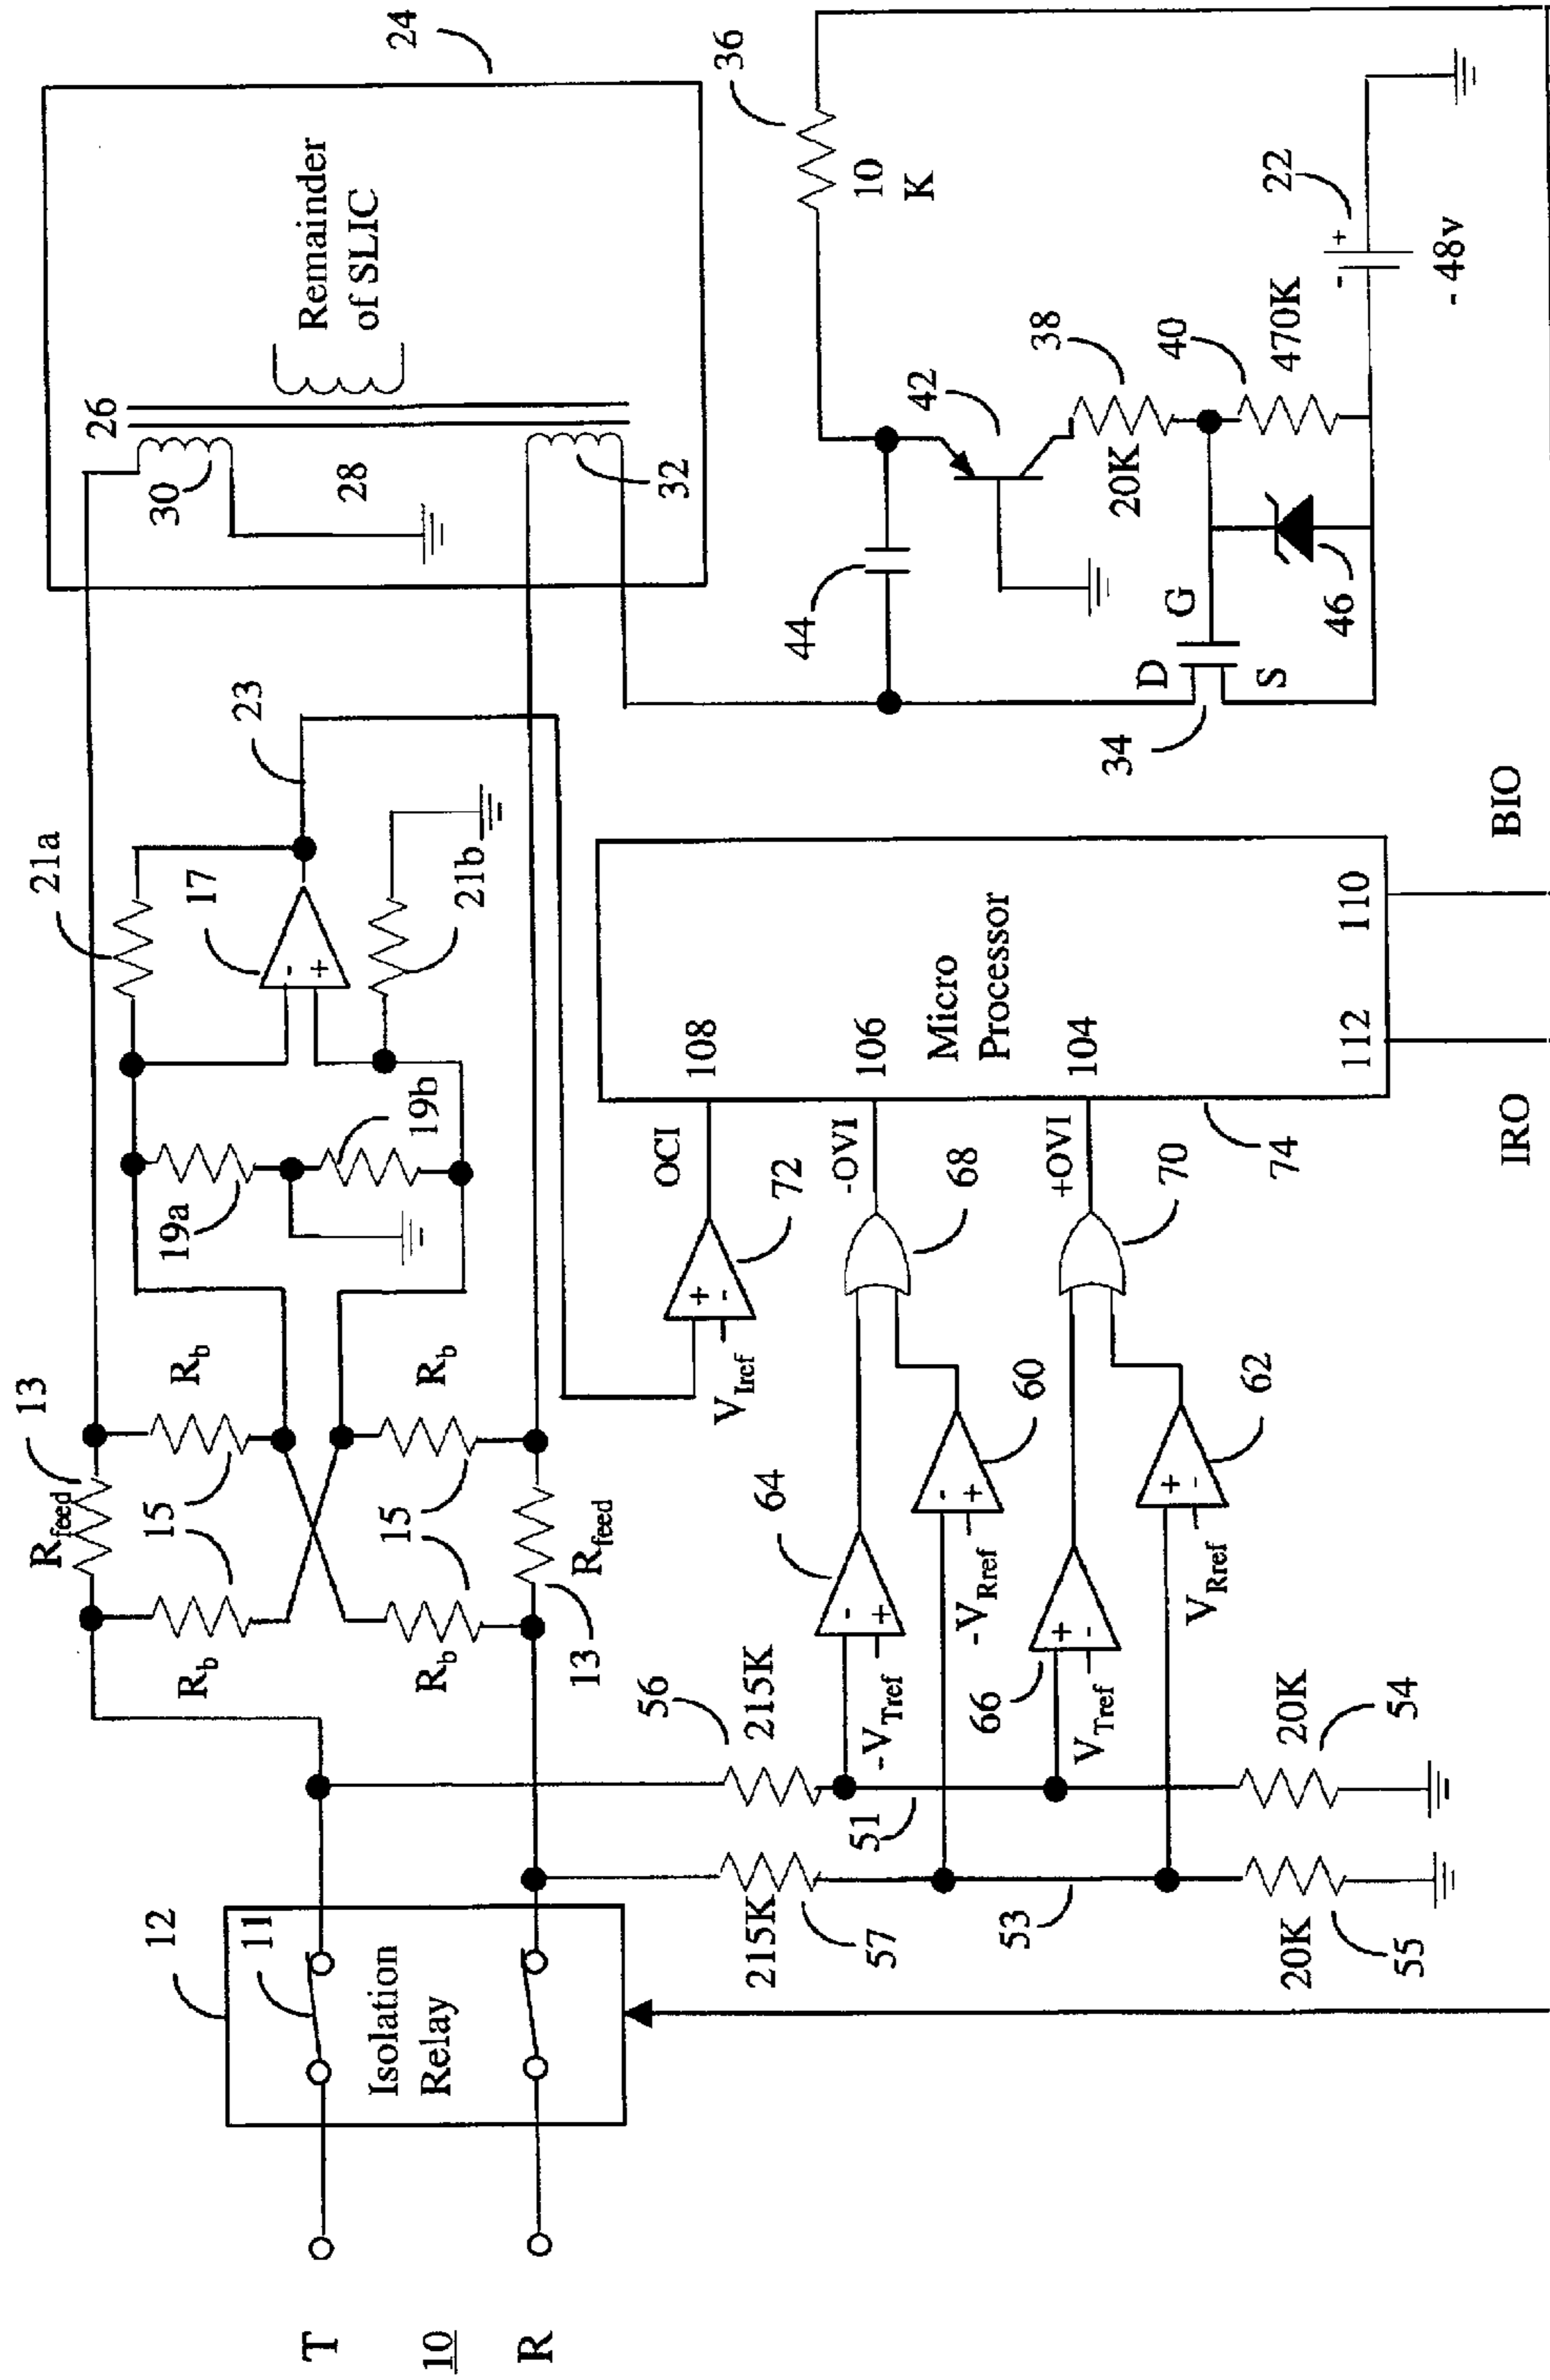 T
10
R
12
11
Isolation
Relay
13
R_feed
R_b
R_b
15
15
R_b
R_b
R_feed
13
19a
19b
21a
17
-
+
21b
23
24
26
30
28
32
Remainder
of SLIC
36
10
K
44
42
38
20K
40
470K
22
+
-
- 48v
D
G
S
34
46
56
215K
215K
57
51
53
20K
54
20K
55
64
-
+
-V_Tref
60
-
+
-V_Rref
66
+
-
V_Tref
62
+
-
V_Rref
72
+
-
V_Iref
OCI
-OVI
68
+OVI
70
108
106
Micro
Processor
104
112
110
74
IRO
BIO